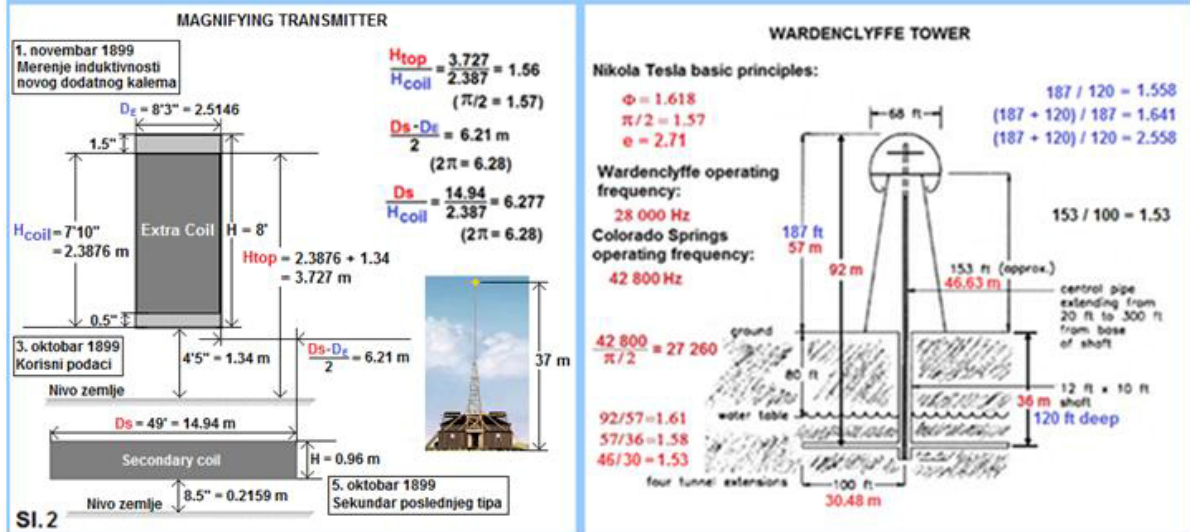 MAGNIFYING TRANSMITTER
1. novembar 1899
Merenje induktivnosti
novog dodatnog kalema
DE = 8'3" = 2.5146
1.5"
Hcoil = 7'10"
= 2.3876 m
Extra Coil
H = 8'
Htop = 2.3876 + 1.34
= 3.727 m
0.5"
3. oktobar 1899
Korisni podaci
4'5" = 1.34 m
Ds-DE / 2 = 6.21 m
Nivo zemlje
Ds = 49' = 14.94 m
Secondary coil
H = 0.96 m
8.5" = 0.2159 m
Nivo zemlje
5. oktobar 1899
Sekundar poslednjeg tipa
Sl. 2
Htop / Hcoil = 3.727 / 2.387 = 1.56
(π/2 = 1.57)
Ds-DE / 2 = 6.21 m
(2π = 6.28)
Ds / Hcoil = 14.94 / 2.387 = 6.277
(2π = 6.28)
37 m
WARDENCLYFFE TOWER
Nikola Tesla basic principles:
Φ = 1.618
π/2 = 1.57
e = 2.71
Wardenclyffe operating
frequency:
28 000 Hz
Colorado Springs
operating frequency:
42 800 Hz
42 800 / π/2 = 27 260
92/57=1.61
57/36=1.58
46/30=1.53
187 / 120 = 1.558
(187 + 120) / 187 = 1.641
(187 + 120) / 120 = 2.558
153 / 100 = 1.53
68 ft
187 ft
57 m
92 m
153 ft (approx.)
46.63 m
central pipe
extending from
20 ft to 300 ft
from base
of shaft
ground
80 ft
water table
12 ft x 10 ft
shaft
36 m
120 ft deep
four tunnel extensions
100 ft
30.48 m